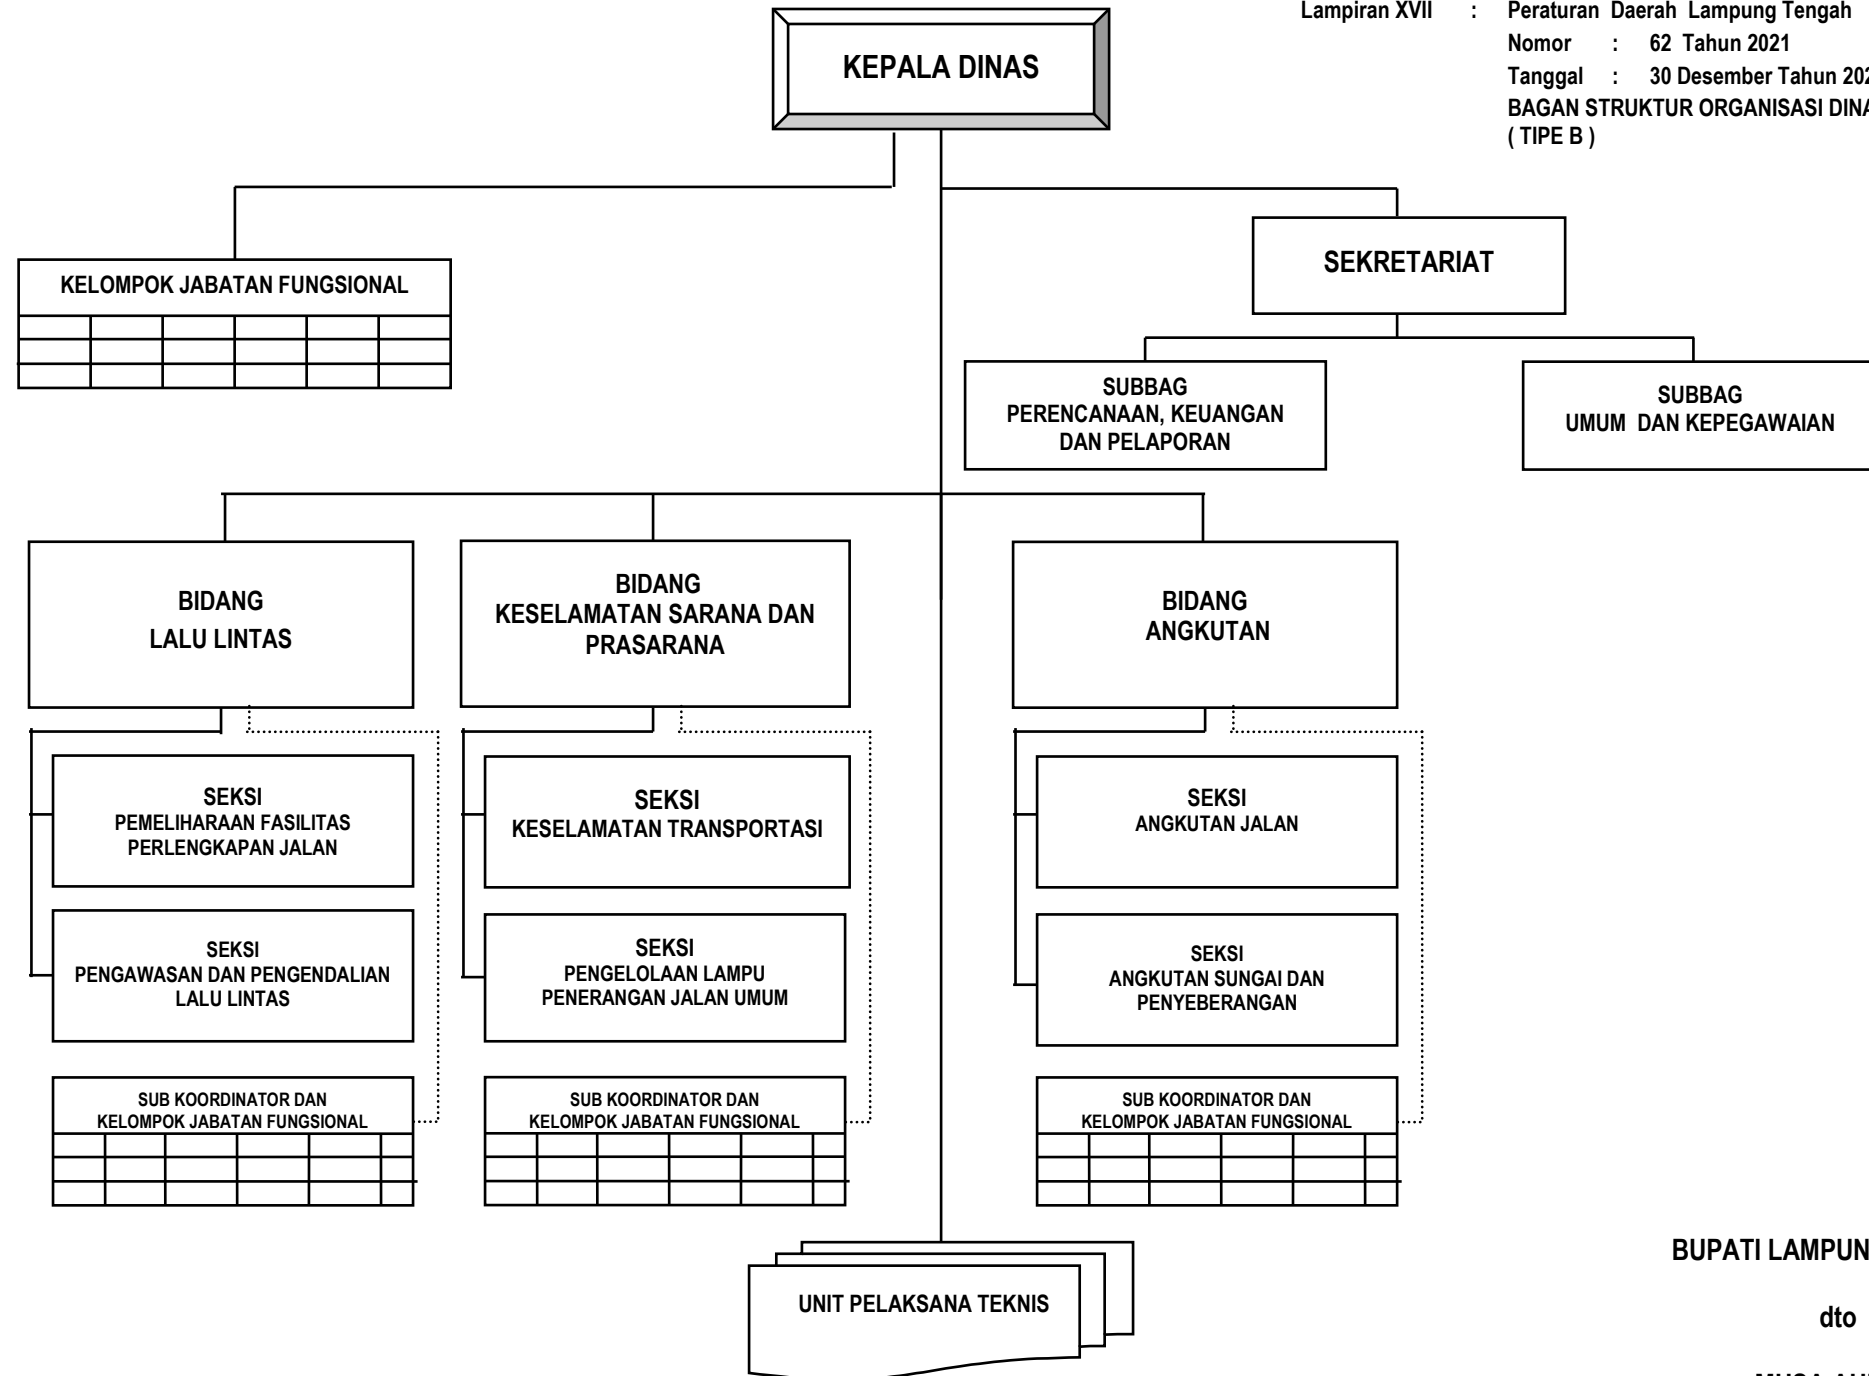 Lampiran XVII : Peraturan Daerah Lampung Tengah
Nomor : 62 Tahun 2021
Tanggal : 30 Desember Tahun
BAGAN STRUKTUR ORGANISASI
( TIPE B )
KEPALA DINAS
KELOMPOK JABATAN FUNGSIONAL
SEKRETARIAT
SUBBAG
PERENCANAAN, KEUANGAN
DAN PELAPORAN
SUBBAG
UMUM DAN KEPEGAWAIAN
BIDANG
LALU LINTAS
BIDANG
KESELAMATAN SARANA DAN
PRASARANA
BIDANG
ANGKUTAN
SEKSI
PEMELIHARAAN FASILITAS
PERLENGKAPAN JALAN
SEKSI
KESELAMATAN TRANSPORTASI
SEKSI
ANGKUTAN JALAN
SEKSI
PENGAWASAN DAN PENGENDALIAN
LALU LINTAS
SEKSI
PENGELOLAAN LAMPU
PENERANGAN JALAN UMUM
SEKSI
ANGKUTAN SUNGAI DAN
PENYEBERANGAN
SUB KOORDINATOR DAN
KELOMPOK JABATAN FUNGSIONAL
SUB KOORDINATOR DAN
KELOMPOK JABATAN FUNGSIONAL
SUB KOORDINATOR DAN
KELOMPOK JABATAN FUNGSIONAL
UNIT PELAKSANA TEKNIS
BUPATI
dto